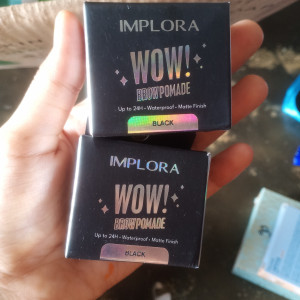 IMPLORA
WOW!
BROWPOMADE
Up to 24H • Waterproof • Matte Finish
BLACK
IMPLORA
WOW!
BROWPOMADE
Up to 24H • Waterproof • Matte Finish
BLACK